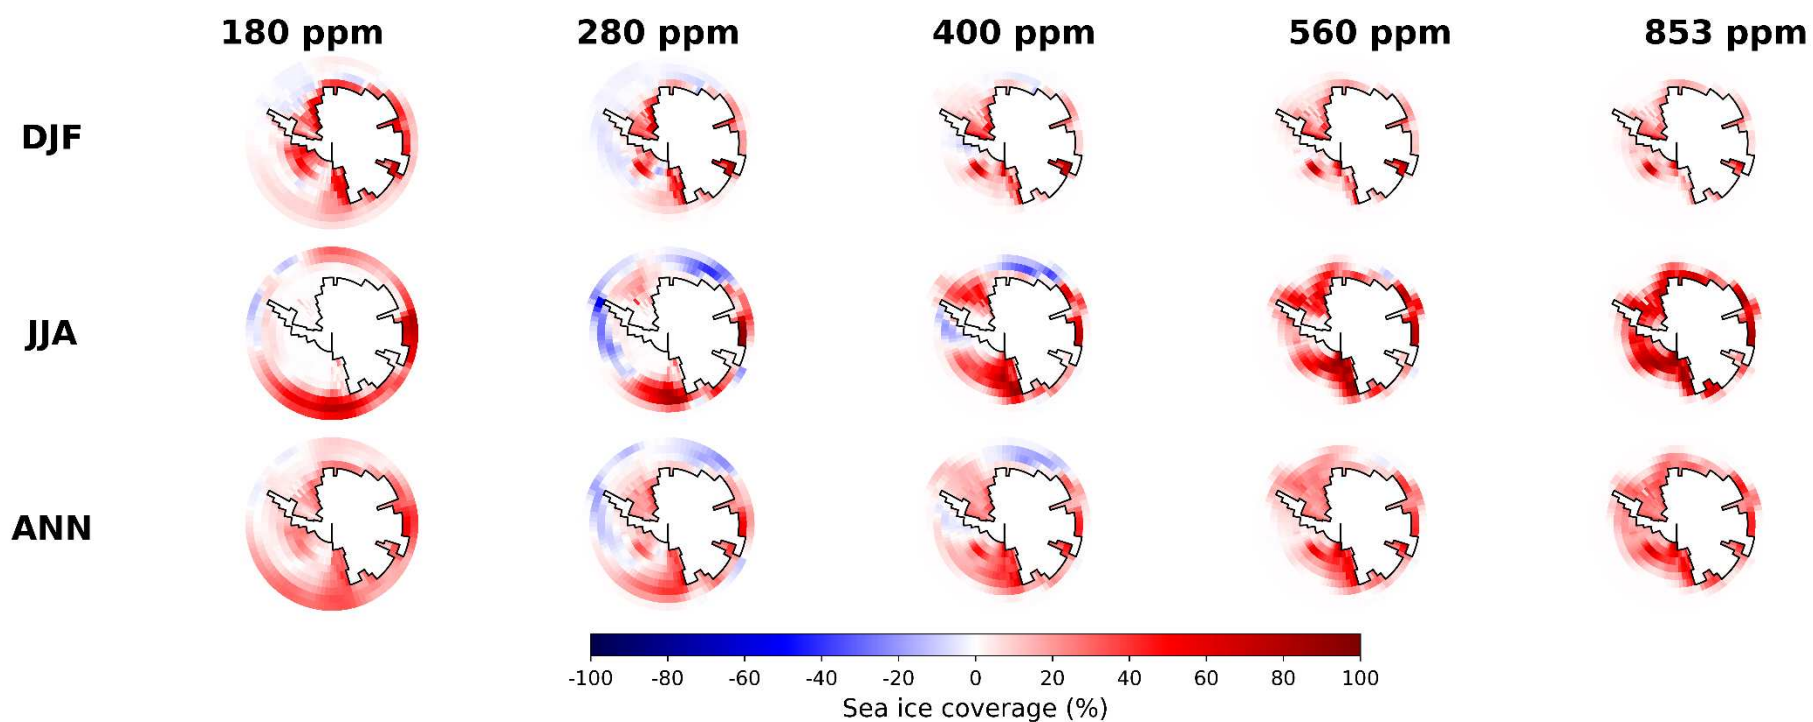 180 ppm 280 ppm 400 ppm 560 ppm 853 ppm
DJF
JJA
ANN
-100 -80 -60 -40 -20 0 20 40 60 80 100
Sea ice coverage (%)